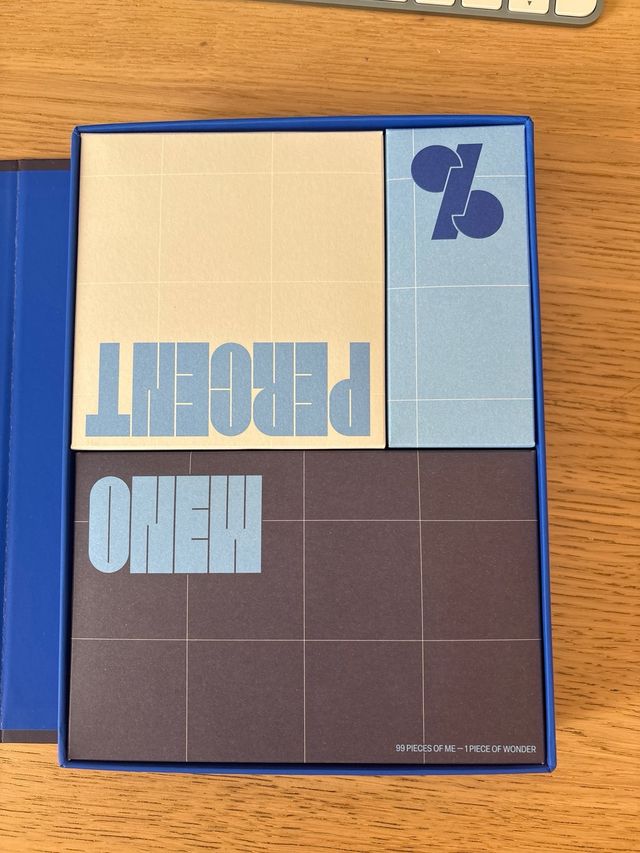 PERCENT
%
ONEW
99 PIECES OF ME — 1 PIECE OF WONDER